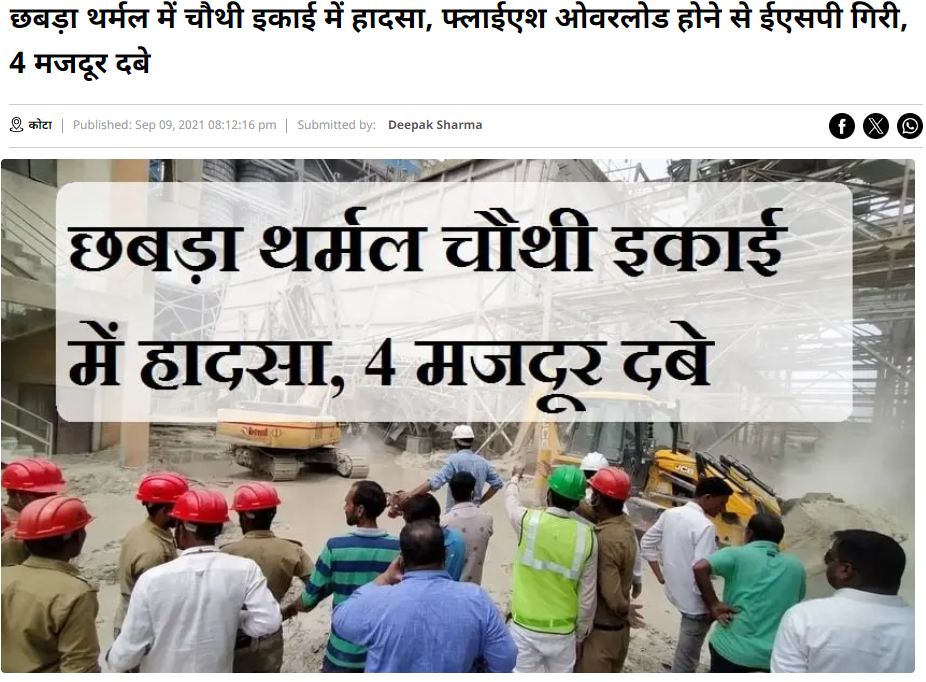 छबड़ा थर्मल में चौथी इकाई में हादसा, फ्लाईएश ओवरलोड होने से ईएसपी गिरी,
4 मजदूर दबे
कोटा | Published: Sep 09, 2021 08:12:16 pm | Submitted by: Deepak Sharma
छबड़ा थर्मल चौथी इकाई
में हादसा, 4 मजदूर दबे
JCB